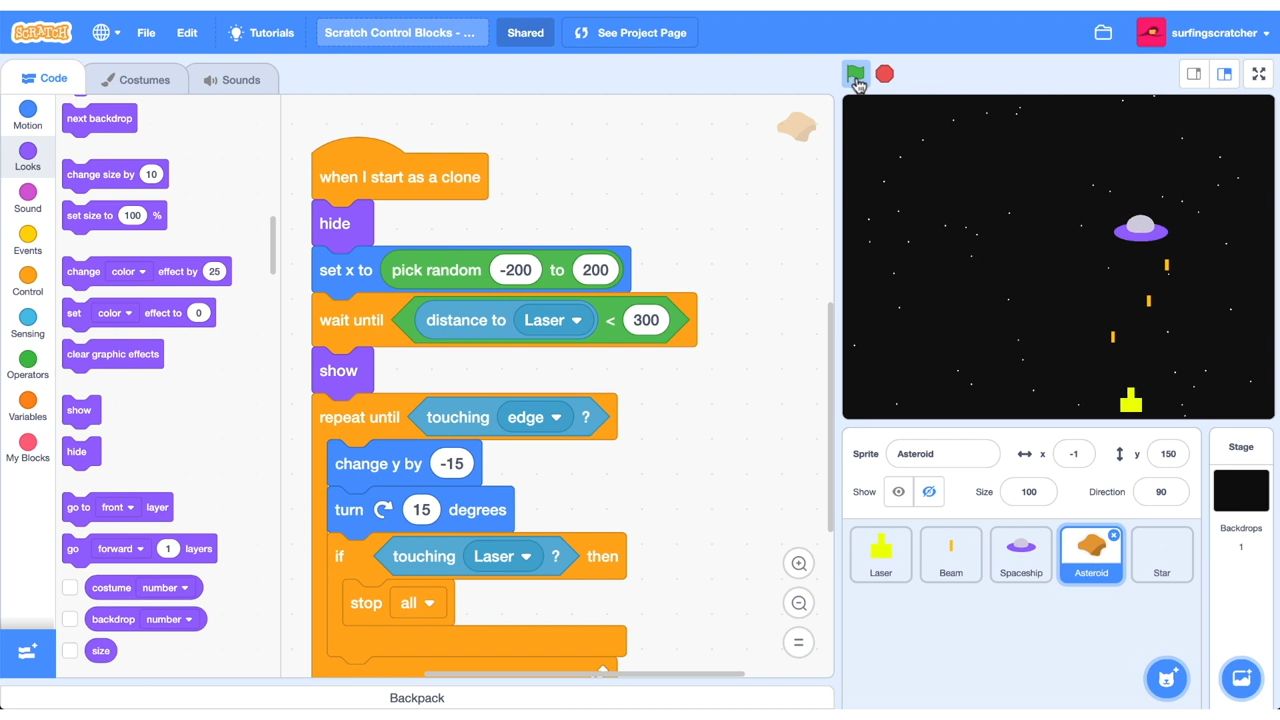 SCRATCH File Edit Tutorials Scratch Control Blocks - ... Shared See Project Page surfingscratcher
Code Costumes Sounds
Motion
Looks
Sound
Events
Control
Sensing
Operators
Variables
My Blocks
next backdrop
change size by 10
set size to 100 %
change color effect by 25
set color effect to 0
clear graphic effects
show
hide
go to front layer
go forward 1 layers
costume number
backdrop number
size
when I start as a clone
hide
set x to pick random -200 to 200
wait until distance to Laser < 300
show
repeat until touching edge ?
change y by -15
turn 15 degrees
if touching Laser ? then
stop all
Backpack
Sprite Asteroid x -1 y 150
Show Size 100 Direction 90
Laser Beam Spaceship Asteroid Star
Stage
Backdrops
1